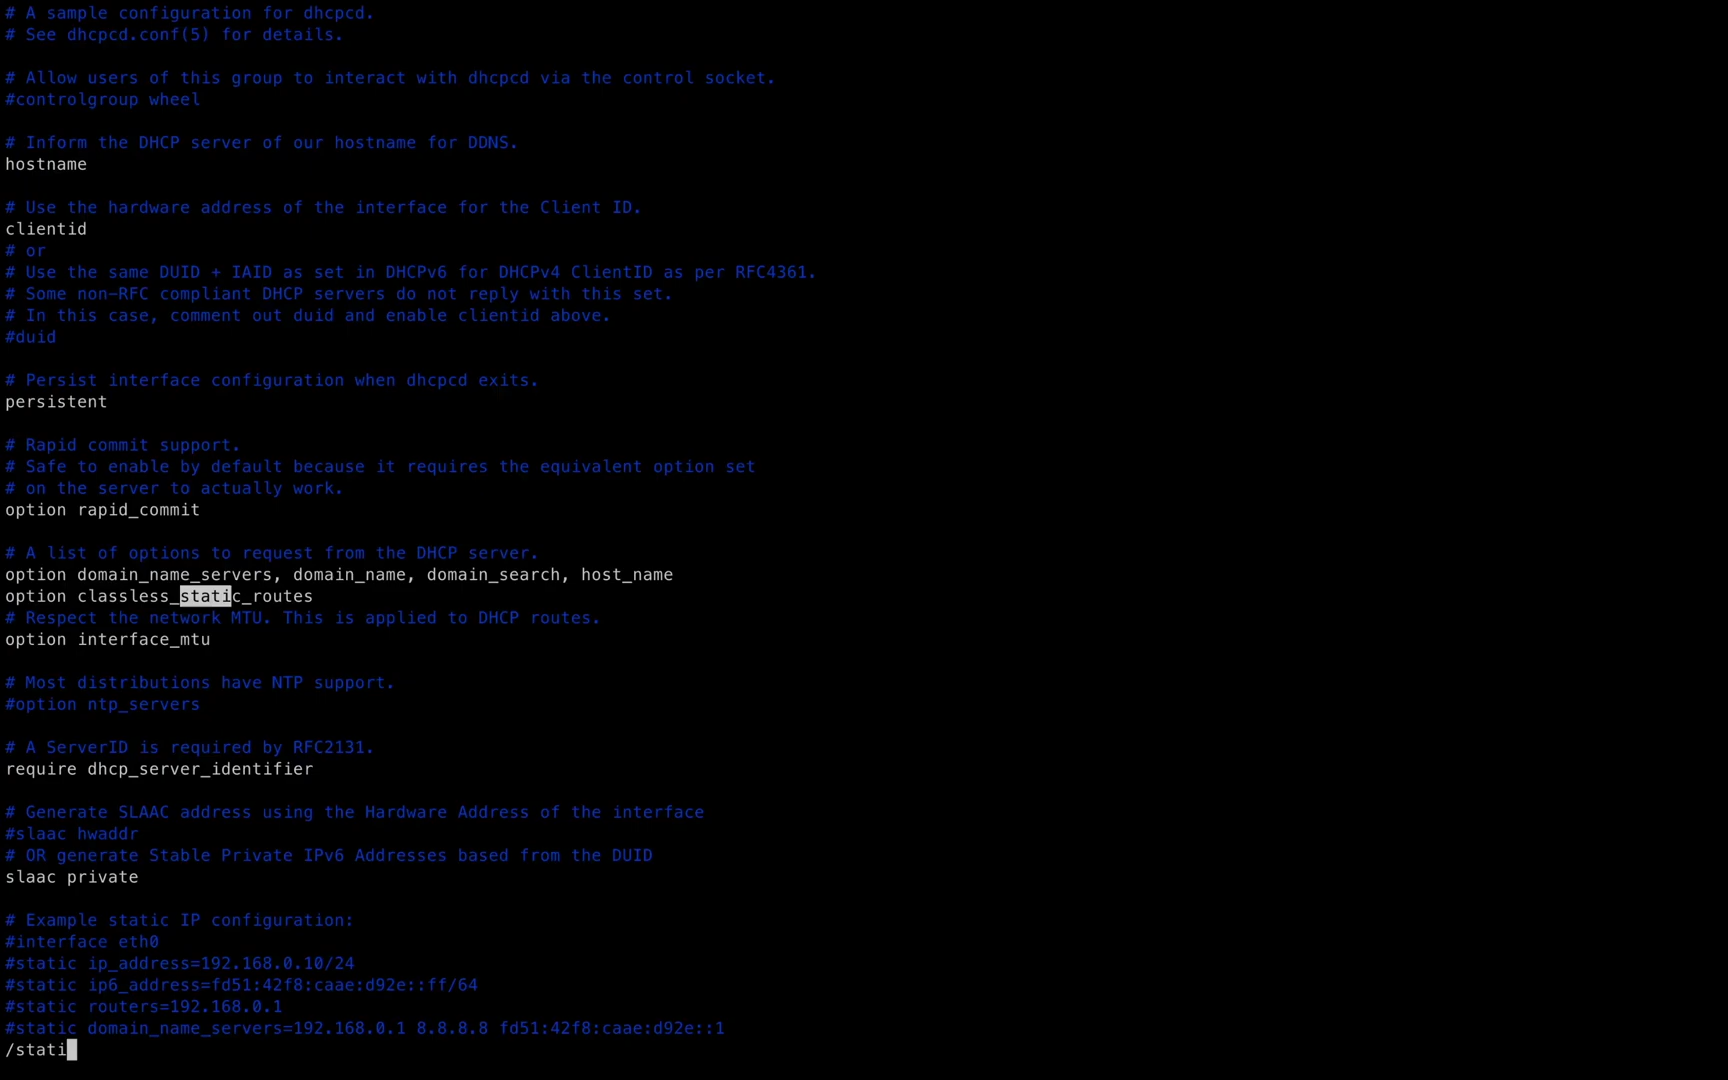 # A sample configuration for dhcpcd.
# See dhcpcd.conf(5) for details.
# Allow users of this group to interact with dhcpcd via the control socket.
#controlgroup wheel
# Inform the DHCP server of our hostname for DDNS.
hostname
# Use the hardware address of the interface for the Client ID.
clientid
# or
# Use the same DUID + IAID as set in DHCPv6 for DHCPv4 ClientID as per RFC4361.
# Some non-RFC compliant DHCP servers do not reply with this set.
# In this case, comment out duid and enable clientid above.
#duid
# Persist interface configuration when dhcpcd exits.
persistent
# Rapid commit support.
# Safe to enable by default because it requires the equivalent option set
# on the server to actually work.
option rapid_commit
# A list of options to request from the DHCP server.
option domain_name_servers, domain_name, domain_search, host_name
option classless_static_routes
# Respect the network MTU. This is applied to DHCP routes.
option interface_mtu
# Most distributions have NTP support.
#option ntp_servers
# A ServerID is required by RFC2131.
require dhcp_server_identifier
# Generate SLAAC address using the Hardware Address of the interface
#slaac hwaddr
# OR generate Stable Private IPv6 Addresses based from the DUID
slaac private
# Example static IP configuration:
#interface eth0
#static ip_address=192.168.0.10/24
#static ip6_address=fd51:42f8:caae:d92e::ff/64
#static routers=192.168.0.1
#static domain_name_servers=192.168.0.1 8.8.8.8 fd51:42f8:caae:d92e::1
/stati